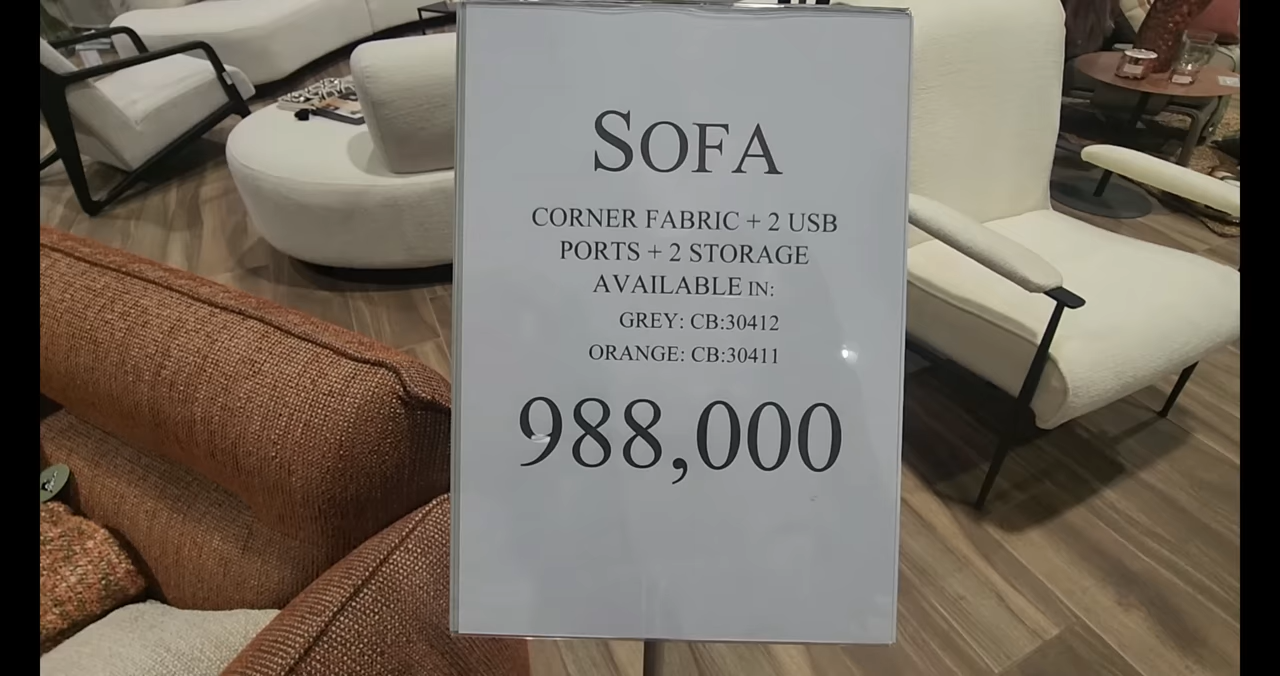 SOFA
CORNER FABRIC + 2 USB
PORTS + 2 STORAGE
AVAILABLE IN:
GREY: CB:30412
ORANGE: CB:30411
988,000